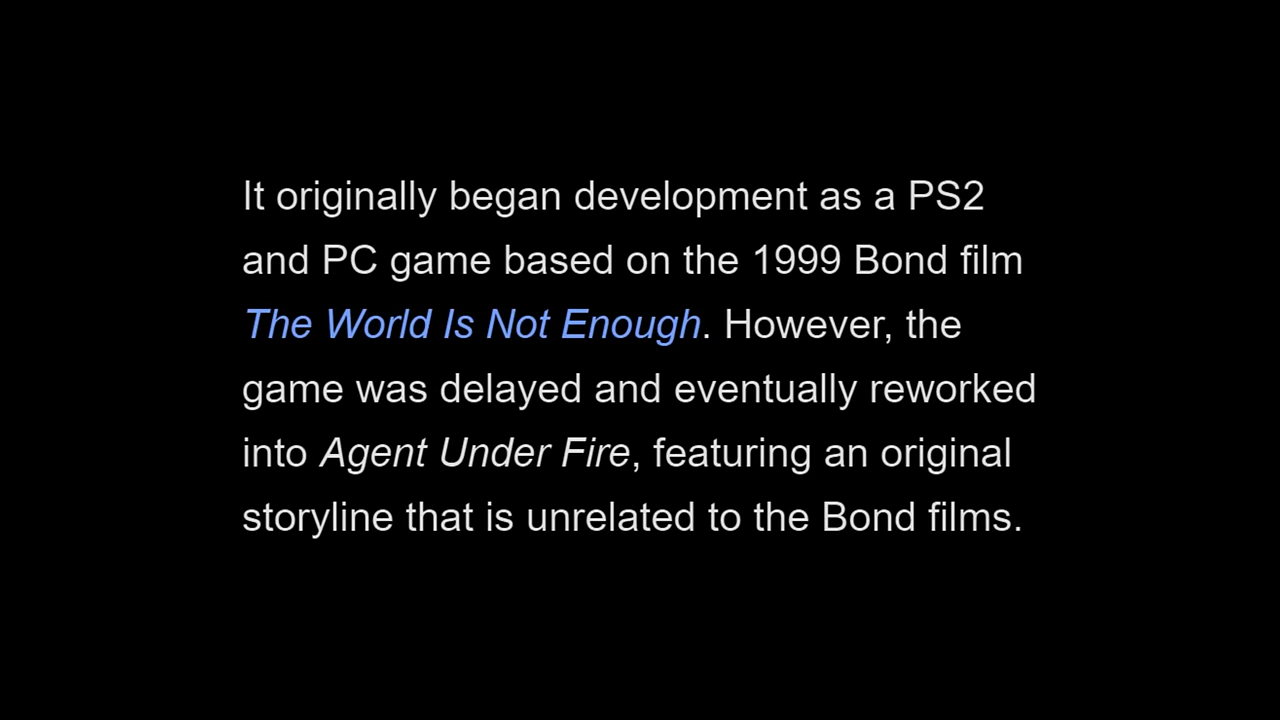 It originally began development as a PS2
and PC game based on the 1999 Bond film
The World Is Not Enough. However, the
game was delayed and eventually reworked
into Agent Under Fire, featuring an original
storyline that is unrelated to the Bond films.